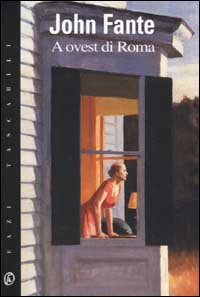 John Fante
A ovest di Roma
FAZI TASCABILI